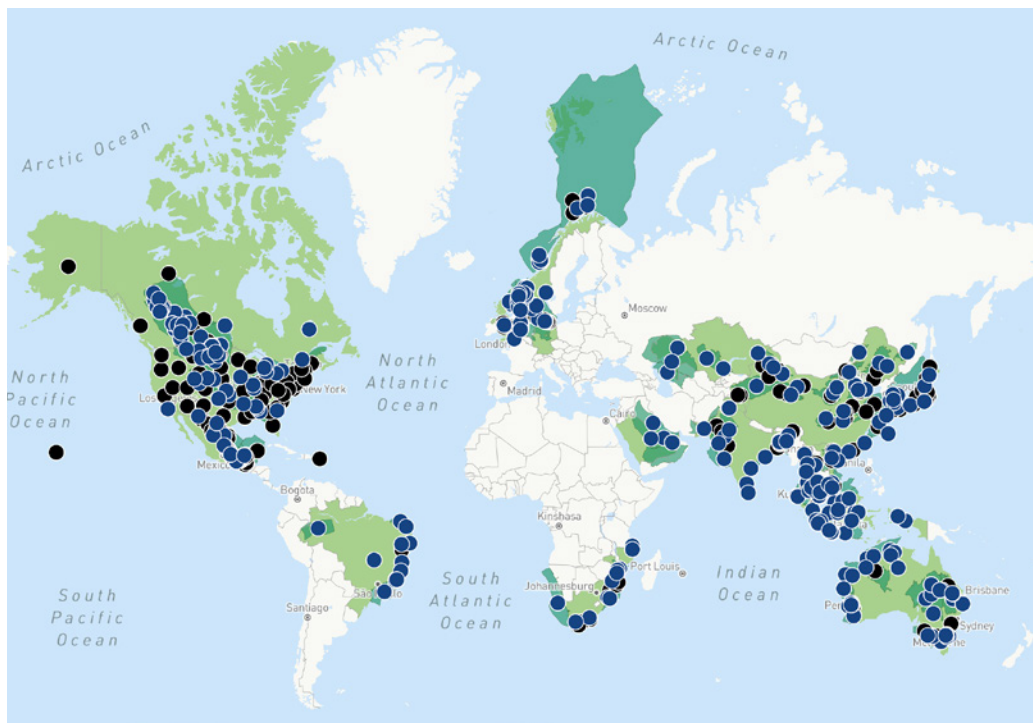 Arctic Ocean
Arctic Ocean
Moscow
London
North
Pacific
Ocean
North
Atlantic
Ocean
New York
Madrid
Cairo
Mexico
Bogota
Kinshasa
Port Louis
Johannesburg
South
Pacific
Ocean
Santiago
South
Atlantic
Ocean
Indian
Ocean
Brisbane
Sydney